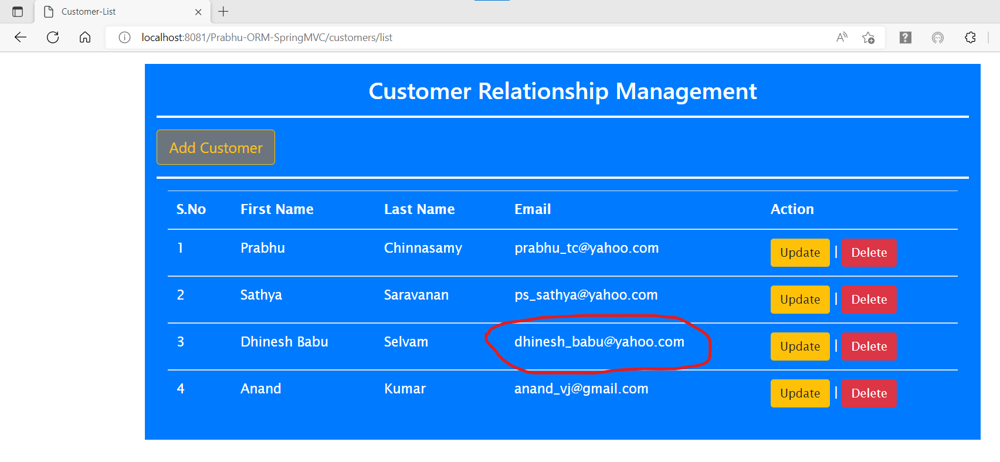 Customer-List
localhost:8081/Prabhu-ORM-SpringMVC/customers/list
Customer Relationship Management
Add Customer
S.No First Name Last Name Email Action
1 Prabhu Chinnasamy prabhu_tc@yahoo.com Update | Delete
2 Sathya Saravanan ps_sathya@yahoo.com Update | Delete
3 Dhinesh Babu Selvam dhinesh_babu@yahoo.com Update | Delete
4 Anand Kumar anand_vj@gmail.com Update | Delete